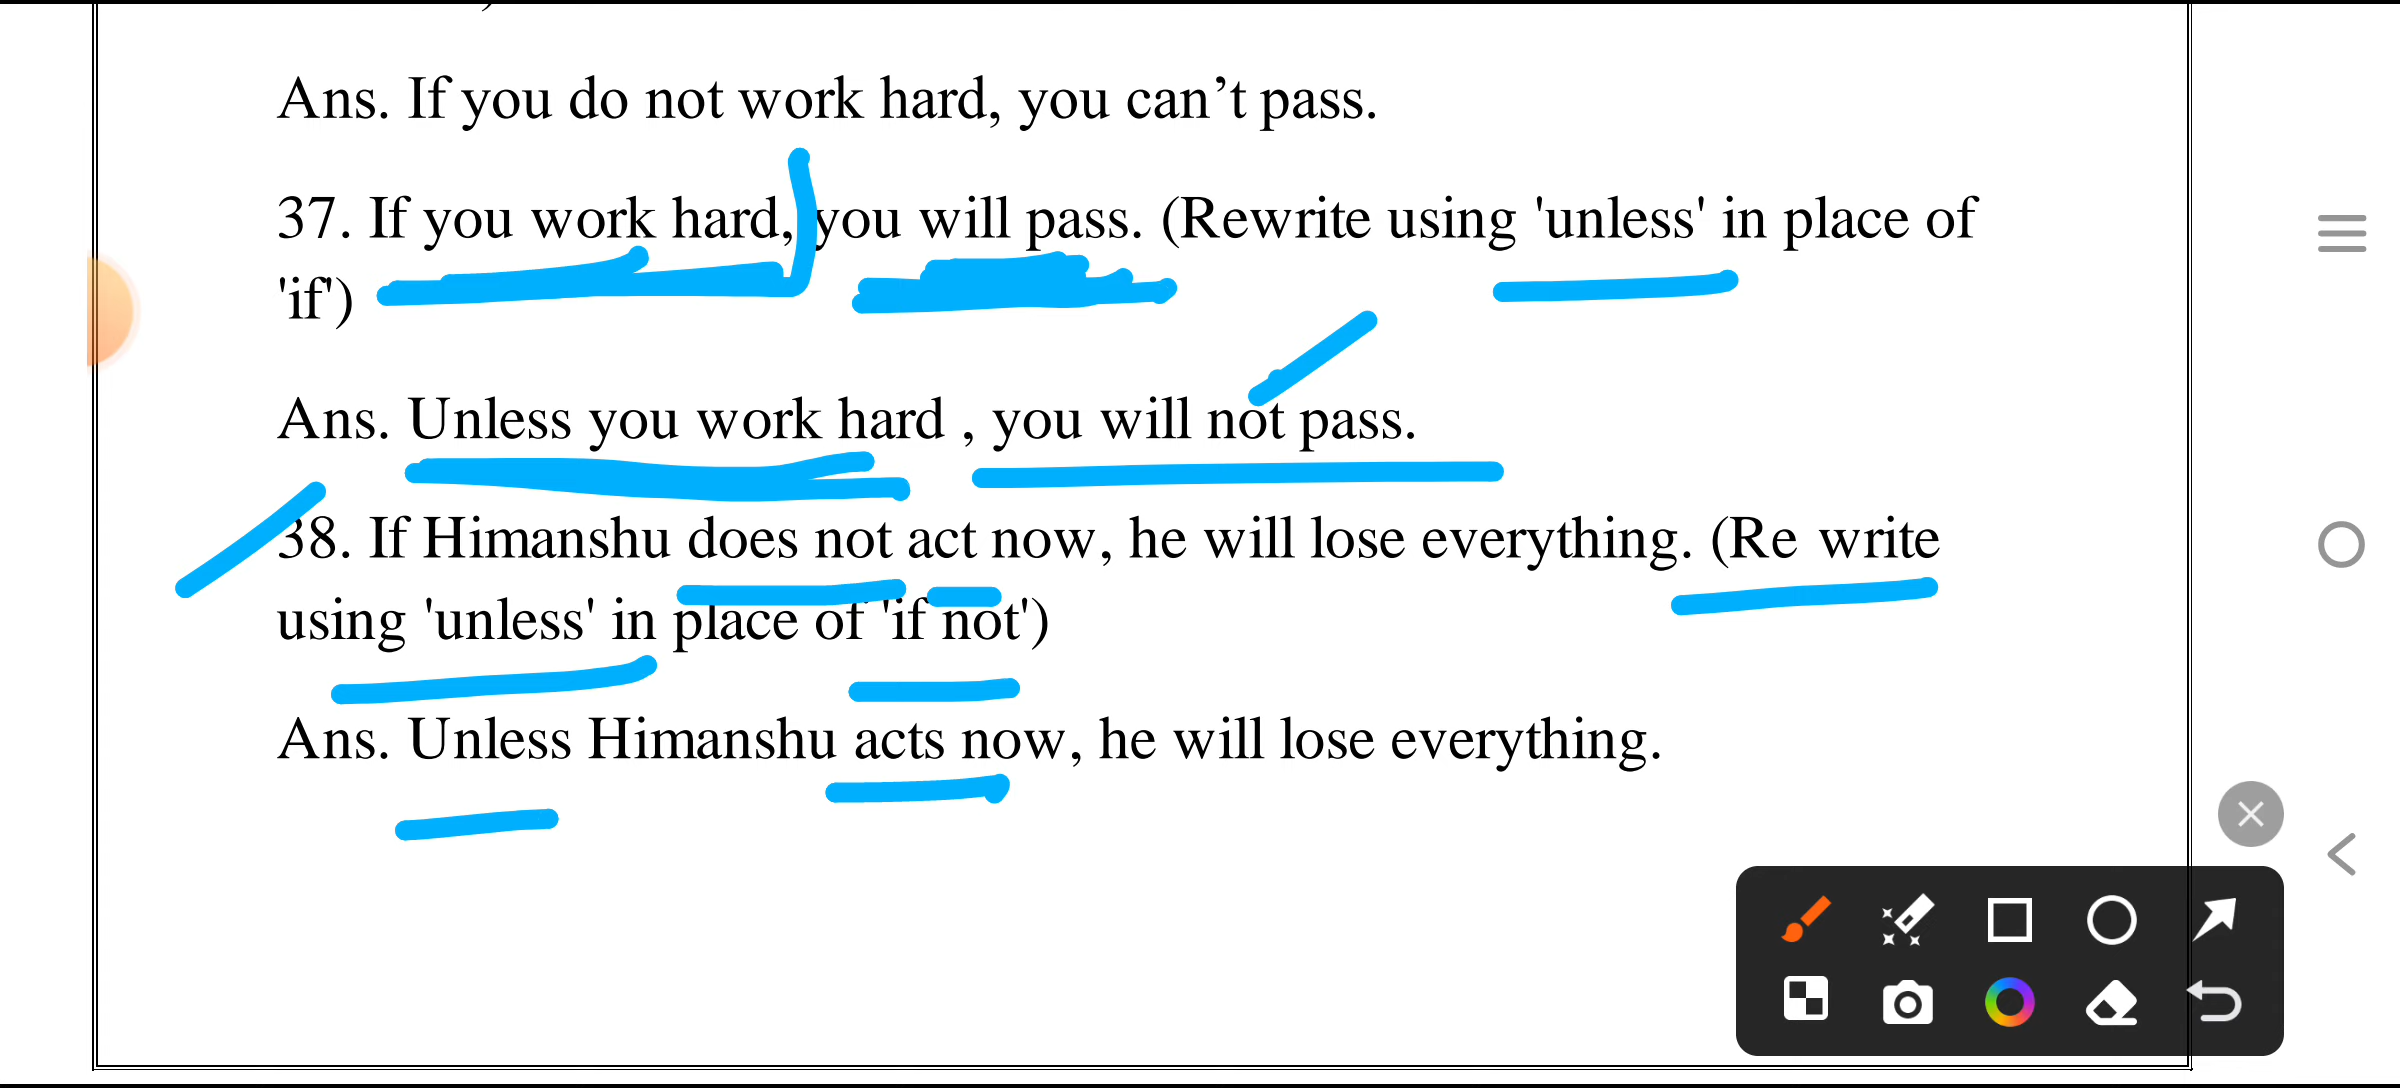 Ans. If you do not work hard, you can’t pass.
37. If you work hard, you will pass. (Rewrite using 'unless' in place of
'if')
Ans. Unless you work hard , you will not pass.
38. If Himanshu does not act now, he will lose everything. (Re write
using 'unless' in place of 'if not')
Ans. Unless Himanshu acts now, he will lose everything.